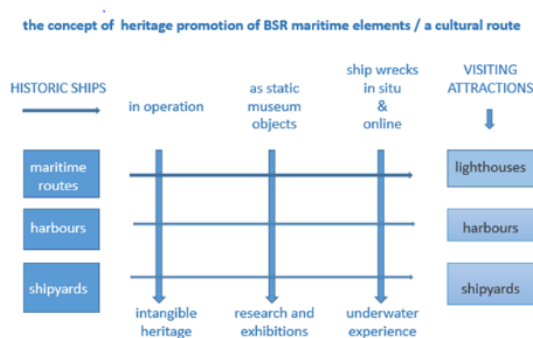 the concept of heritage promotion of BSR maritime elements / a cultural route
HISTORIC SHIPS
in operation
as static
museum
objects
ship wrecks
in situ
&
online
VISITING
ATTRACTIONS
maritime
routes
lighthouses
harbours
harbours
shipyards
shipyards
intangible
heritage
research and
exhibitions
underwater
experience